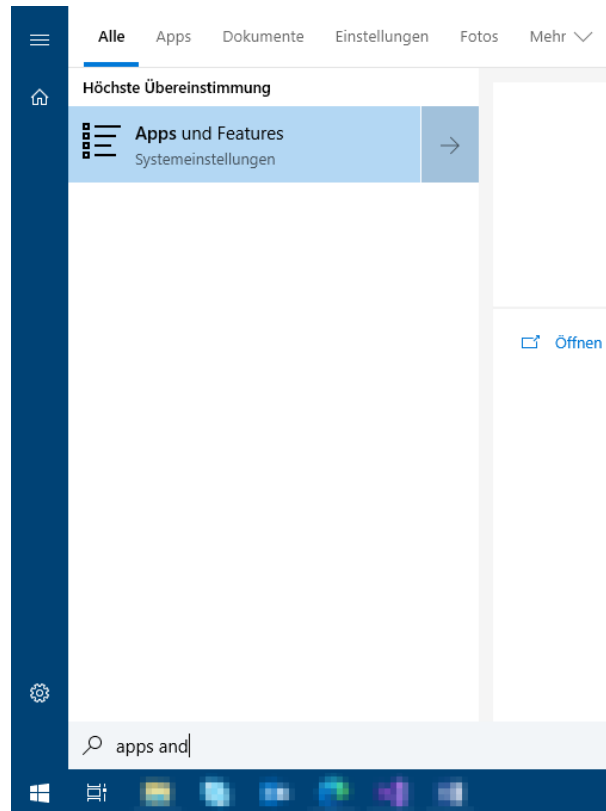 Alle Apps Dokumente Einstellungen Fotos Mehr
Höchste Übereinstimmung
Apps und Features
Systemeinstellungen
Öffnen
apps and